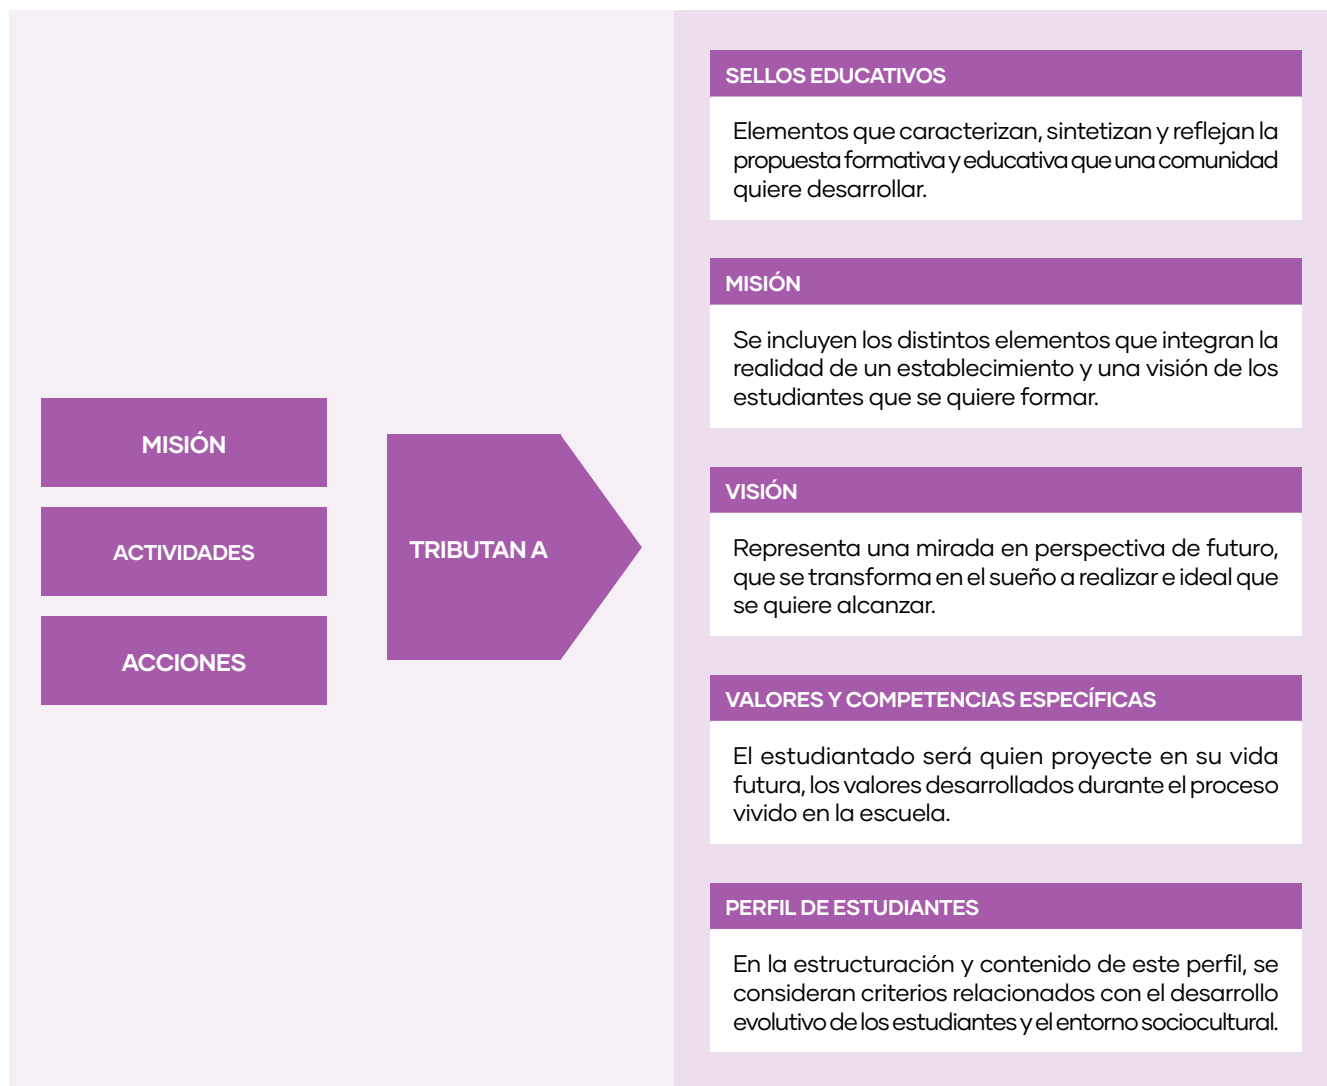 MISIÓN
ACTIVIDADES
ACCIONES
TRIBUTAN A
SELLOS EDUCATIVOS
Elementos que caracterizan, sintetizan y reflejan la
propuesta formativa y educativa que una comunidad
quiere desarrollar.
MISIÓN
Se incluyen los distintos elementos que integran la
realidad de un establecimiento y una visión de los
estudiantes que se quiere formar.
VISIÓN
Representa una mirada en perspectiva de futuro,
que se transforma en el sueño a realizar e ideal que
se quiere alcanzar.
VALORES Y COMPETENCIAS ESPECÍFICAS
El estudiantado será quien proyecte en su vida
futura, los valores desarrollados durante el proceso
vivido en la escuela.
PERFIL DE ESTUDIANTES
En la estructuración y contenido de este perfil, se
consideran criterios relacionados con el desarrollo
evolutivo de los estudiantes y el entorno sociocultural.